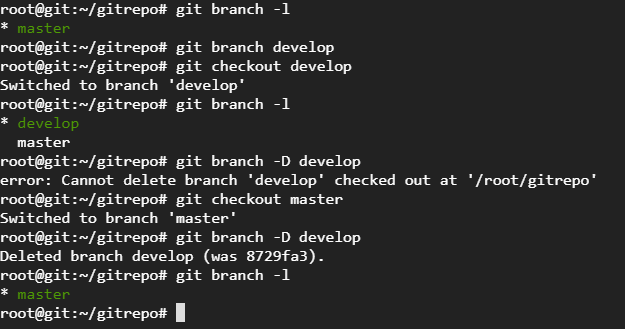 root@git:~/gitrepo# git branch -l
* master
root@git:~/gitrepo# git branch develop
root@git:~/gitrepo# git checkout develop
Switched to branch 'develop'
root@git:~/gitrepo# git branch -l
* develop
  master
root@git:~/gitrepo# git branch -D develop
error: Cannot delete branch 'develop' checked out at '/root/gitrepo'
root@git:~/gitrepo# git checkout master
Switched to branch 'master'
root@git:~/gitrepo# git branch -D develop
Deleted branch develop (was 8729fa3).
root@git:~/gitrepo# git branch -l
* master
root@git:~/gitrepo#